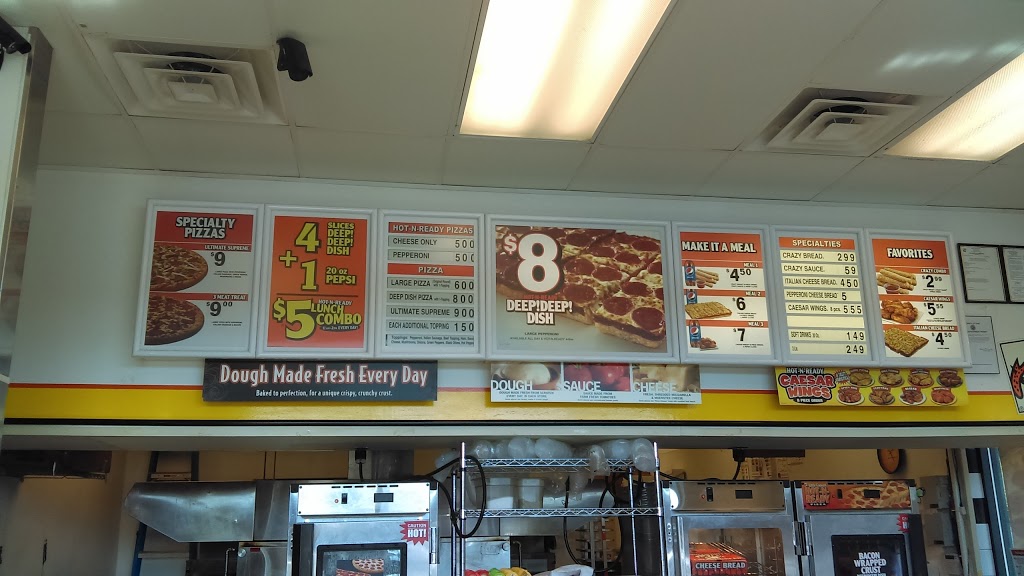 SPECIALTY
PIZZAS
ULTIMATE SUPREME
$9
3 MEAT TREAT
$9
4 SLICES
DEEP!
DEEP!
DISH
+1 20 oz
PEPSI
HOT-N-READY
$5 LUNCH
COMBO
HOT-N-READY PIZZAS
CHEESE ONLY 500
PEPPERONI 500
PIZZA
LARGE PIZZA 600
DEEP DISH PIZZA 800
ULTIMATE SUPREME 900
EACH ADDITIONAL TOPPING 150
$8
DEEP!DEEP!
DISH
LARGE PEPPERONI
MAKE IT A MEAL
MEAL 1
$4.50
MEAL 2
$6
MEAL 3
$7
SPECIALTIES
CRAZY BREAD. 299
CRAZY SAUCE. 59
ITALIAN CHEESE BREAD. 450
PEPPERONI CHEESE BREAD 5
CAESAR WINGS. 8 pcs 555
SOFT DRINKS 149
249
FAVORITES
CRAZY COMBO
CAESAR WINGS
$5.55
ITALIAN CHEESE BREAD
$4.50
Dough Made Fresh Every Day
Baked to perfection, for a unique crispy, crunchy crust.
DOUGH
SAUCE
CHEESE
HOT-N-READY
CAESAR
WINGS
8 PIECE ORDER
CAUTION
HOT!
CHEESE BREAD
BACON
WRAPPED
CRUST